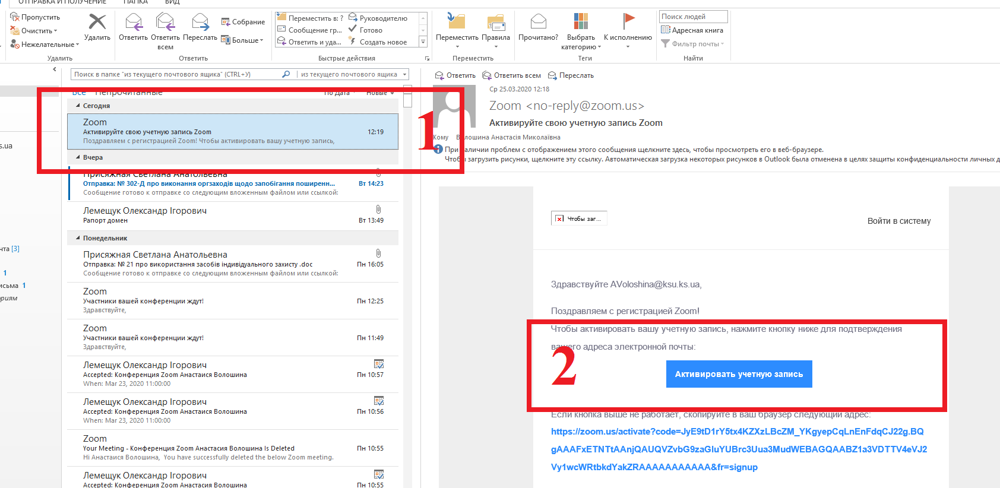 ОТПРАВКА И ПОЛУЧЕНИЕ ПАПКА ВИД
Пропустить
Очистить
Нежелательные
Удалить
Удалить
Ответить
Ответить всем
Переслать
Собрание
Больше
Ответить
Переместить в: ?
Сообщение гр...
Ответить и уда...
Руководителю
Готово
Создать новое
Быстрые действия
Переместить
Правила
Переместить
Прочитано?
Выбрать категорию
К исполнению
Теги
Поиск людей
Адресная книга
Фильтр почты
Найти
s.ua
чта [3]
1
исьма 1
ориям
Поиск в папке "из текущего почтового ящика" (CTRL+У) из текущего почтового ящика
Все Непрочитанные По Дата Новые
Сегодня
Zoom
Активируйте свою учетную запись Zoom 12:19
Поздравляем с регистрацией Zoom! Чтобы активировать вашу учетную запись,
Вчера
Присяжная Светлана Анатольевна
Отправка: № 302-Д про виконання оргзаходів щодо запобігання поширенн... Вт 14:23
Сообщение готово к отправке со следующим вложенным файлом или ссылкой:
Лемещук Олександр Ігорович
Рапорт домен Вт 13:49
Понедельник
Присяжная Светлана Анатольевна
Отправка: № 21 про використання засобів індивідуального захисту .doc Пн 16:05
Сообщение готово к отправке со следующим вложенным файлом или ссылкой:
Zoom
Участники вашей конференции ждут! Пн 12:25
Здравствуйте,
Zoom
Участники вашей конференции ждут! Пн 11:49
Здравствуйте,
Лемещук Олександр Ігорович
Accepted: Конференция Zoom Анастасия Волошина Пн 10:57
When: Mar 23, 2020 11:00:00
Лемещук Олександр Ігорович
Accepted: Конференция Zoom Анастасия Волошина Пн 10:56
When: Mar 23, 2020 11:00:00
Zoom
Your Meeting - Конференция Zoom Анастасия Волошина Is Deleted Пн 10:55
Hi Анастасия Волошина, You have successfully deleted the below Zoom meeting.
Лемещук Олександр Ігорович
Accepted: Конференция Zoom Анастасия Волошина Пн 10:55
1
Ответить Ответить всем Переслать
Ср 25.03.2020 12:18
Zoom <no-reply@zoom.us>
Активируйте свою учетную запись Zoom
Кому Волошина Анастасія Миколаївна
При наличии проблем с отображением этого сообщения щелкните здесь, чтобы просмотреть его в веб-браузере.
Чтобы загрузить рисунки, щелкните эту ссылку. Автоматическая загрузка некоторых рисунков в Outlook была отменена в целях защиты конфиденциальности личных д
Чтобы заг...
Войти в систему
Здравствуйте AVoloshina@ksu.ks.ua,
Поздравляем с регистрацией Zoom!
Чтобы активировать вашу учетную запись, нажмите кнопку ниже для подтверждения
вашего адреса электронной почты:
2
Активировать учетную запись
Если кнопка выше не работает, скопируйте в ваш браузер следующий адрес:
https://zoom.us/activate?code=JyE9tD1rY5tx4KZXzLBcZM_YKgyepCqLnEnFdqCJ22g.BQ
gAAAFxETNTtAAnjQAUQVZvbG9zaGluYUBrc3Uua3MudWEBAGQAABZ1a3VDTTV4eVJ2
Vy1wcWRtbkdYakZRAAAAAAAAAAA&fr=signup